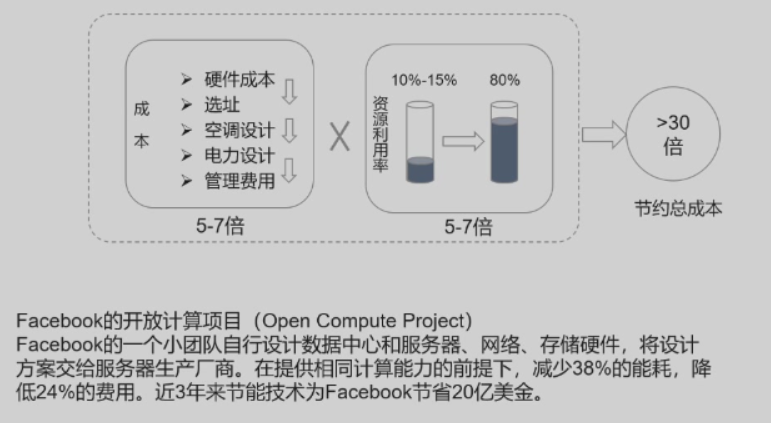 成本
➢ 硬件成本
➢ 选址
➢ 空调设计
➢ 电力设计
➢ 管理费用
5-7倍
X
资源利用率
10%-15%
80%
5-7倍
>30
倍
节约总成本
Facebook的开放计算项目（Open Compute Project）
Facebook的一个小团队自行设计数据中心和服务器、网络、存储硬件，将设计
方案交给服务器生产厂商。在提供相同计算能力的前提下，减少38%的能耗，降
低24%的费用。近3年来节能技术为Facebook节省20亿美金。